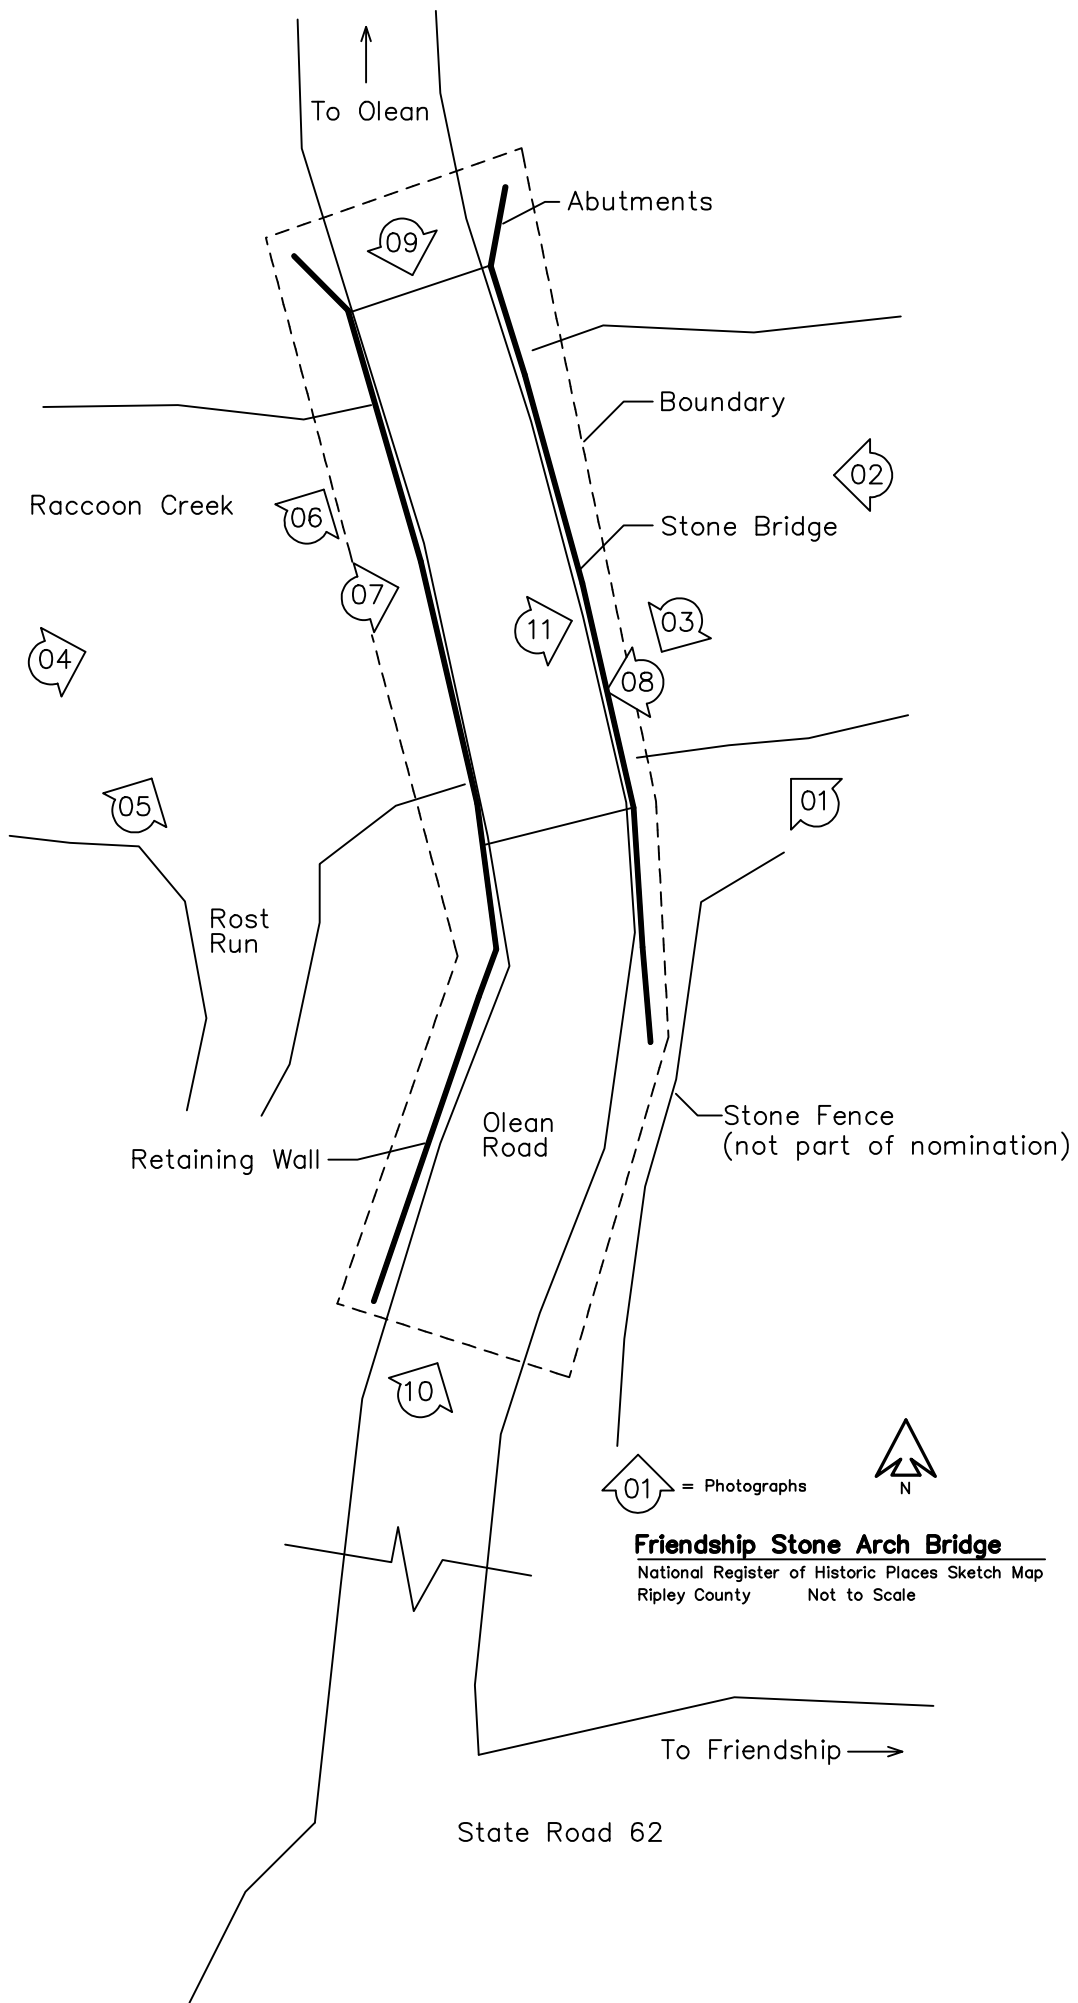 To Olean
Abutments
09
Boundary
02
Raccoon Creek
06
Stone Bridge
07
11
03
04
08
05
01
Rost
Run
Olean
Road
Stone Fence
(not part of nomination)
Retaining Wall
10
01 = Photographs
N
Friendship Stone Arch Bridge
National Register of Historic Places Sketch Map
Ripley County Not to Scale
To Friendship
State Road 62